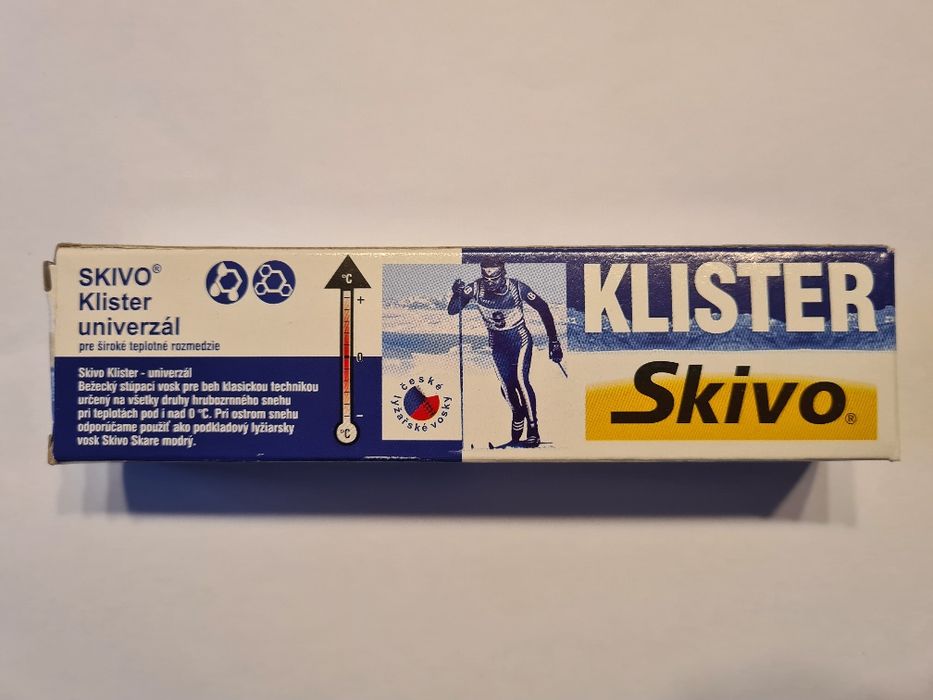 SKIVO®
Klister
univerzál
pre široké teplotné rozmedzie
Skivo Klister - univerzál
Bežecký stúpací vosk pre beh klasickou technikou
určený na všetky druhy hrubozrnného snehu
pri teplotách pod i nad 0 °C. Pri ostrom snehu
odporúčame použiť ako podkladový lyžiarsky
vosk Skivo Skare modrý.
°C
+
0
-
°C
české
lyžařské vosky
9
KLISTER
Skivo®